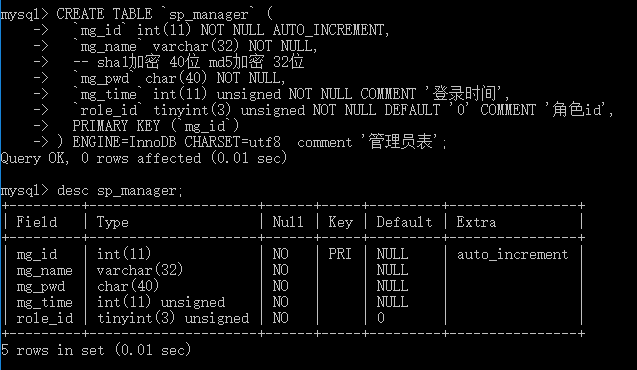 mysql> CREATE TABLE `sp_manager` (
    ->   `mg_id` int(11) NOT NULL AUTO_INCREMENT,
    ->   `mg_name` varchar(32) NOT NULL,
    ->   -- sha1加密 40位 md5加密 32位
    ->   `mg_pwd` char(40) NOT NULL,
    ->   `mg_time` int(11) unsigned NOT NULL COMMENT '登录时间',
    ->   `role_id` tinyint(3) unsigned NOT NULL DEFAULT '0' COMMENT '角色id',
    ->   PRIMARY KEY (`mg_id`)
    -> ) ENGINE=InnoDB CHARSET=utf8  comment '管理员表';
Query OK, 0 rows affected (0.01 sec)
mysql> desc sp_manager;
+---------+---------------------+------+-----+---------+----------------+
| Field   | Type                | Null | Key | Default | Extra          |
+---------+---------------------+------+-----+---------+----------------+
| mg_id   | int(11)             | NO   | PRI | NULL    | auto_increment |
| mg_name | varchar(32)         | NO   |     | NULL    |                |
| mg_pwd  | char(40)            | NO   |     | NULL    |                |
| mg_time | int(11) unsigned    | NO   |     | NULL    |                |
| role_id | tinyint(3) unsigned | NO   |     | 0       |                |
+---------+---------------------+------+-----+---------+----------------+
5 rows in set (0.01 sec)